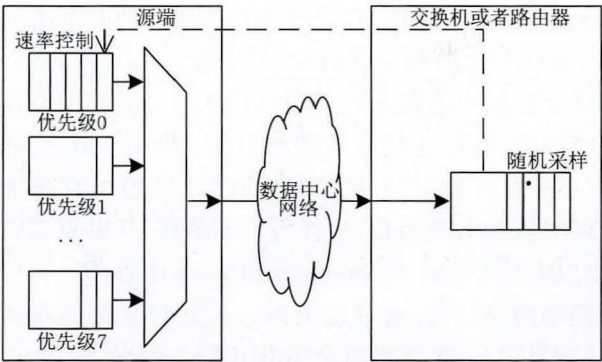 源端
交换机或者路由器
速率控制
优先级0
优先级1
...
优先级7
数据中心
网络
随机采样